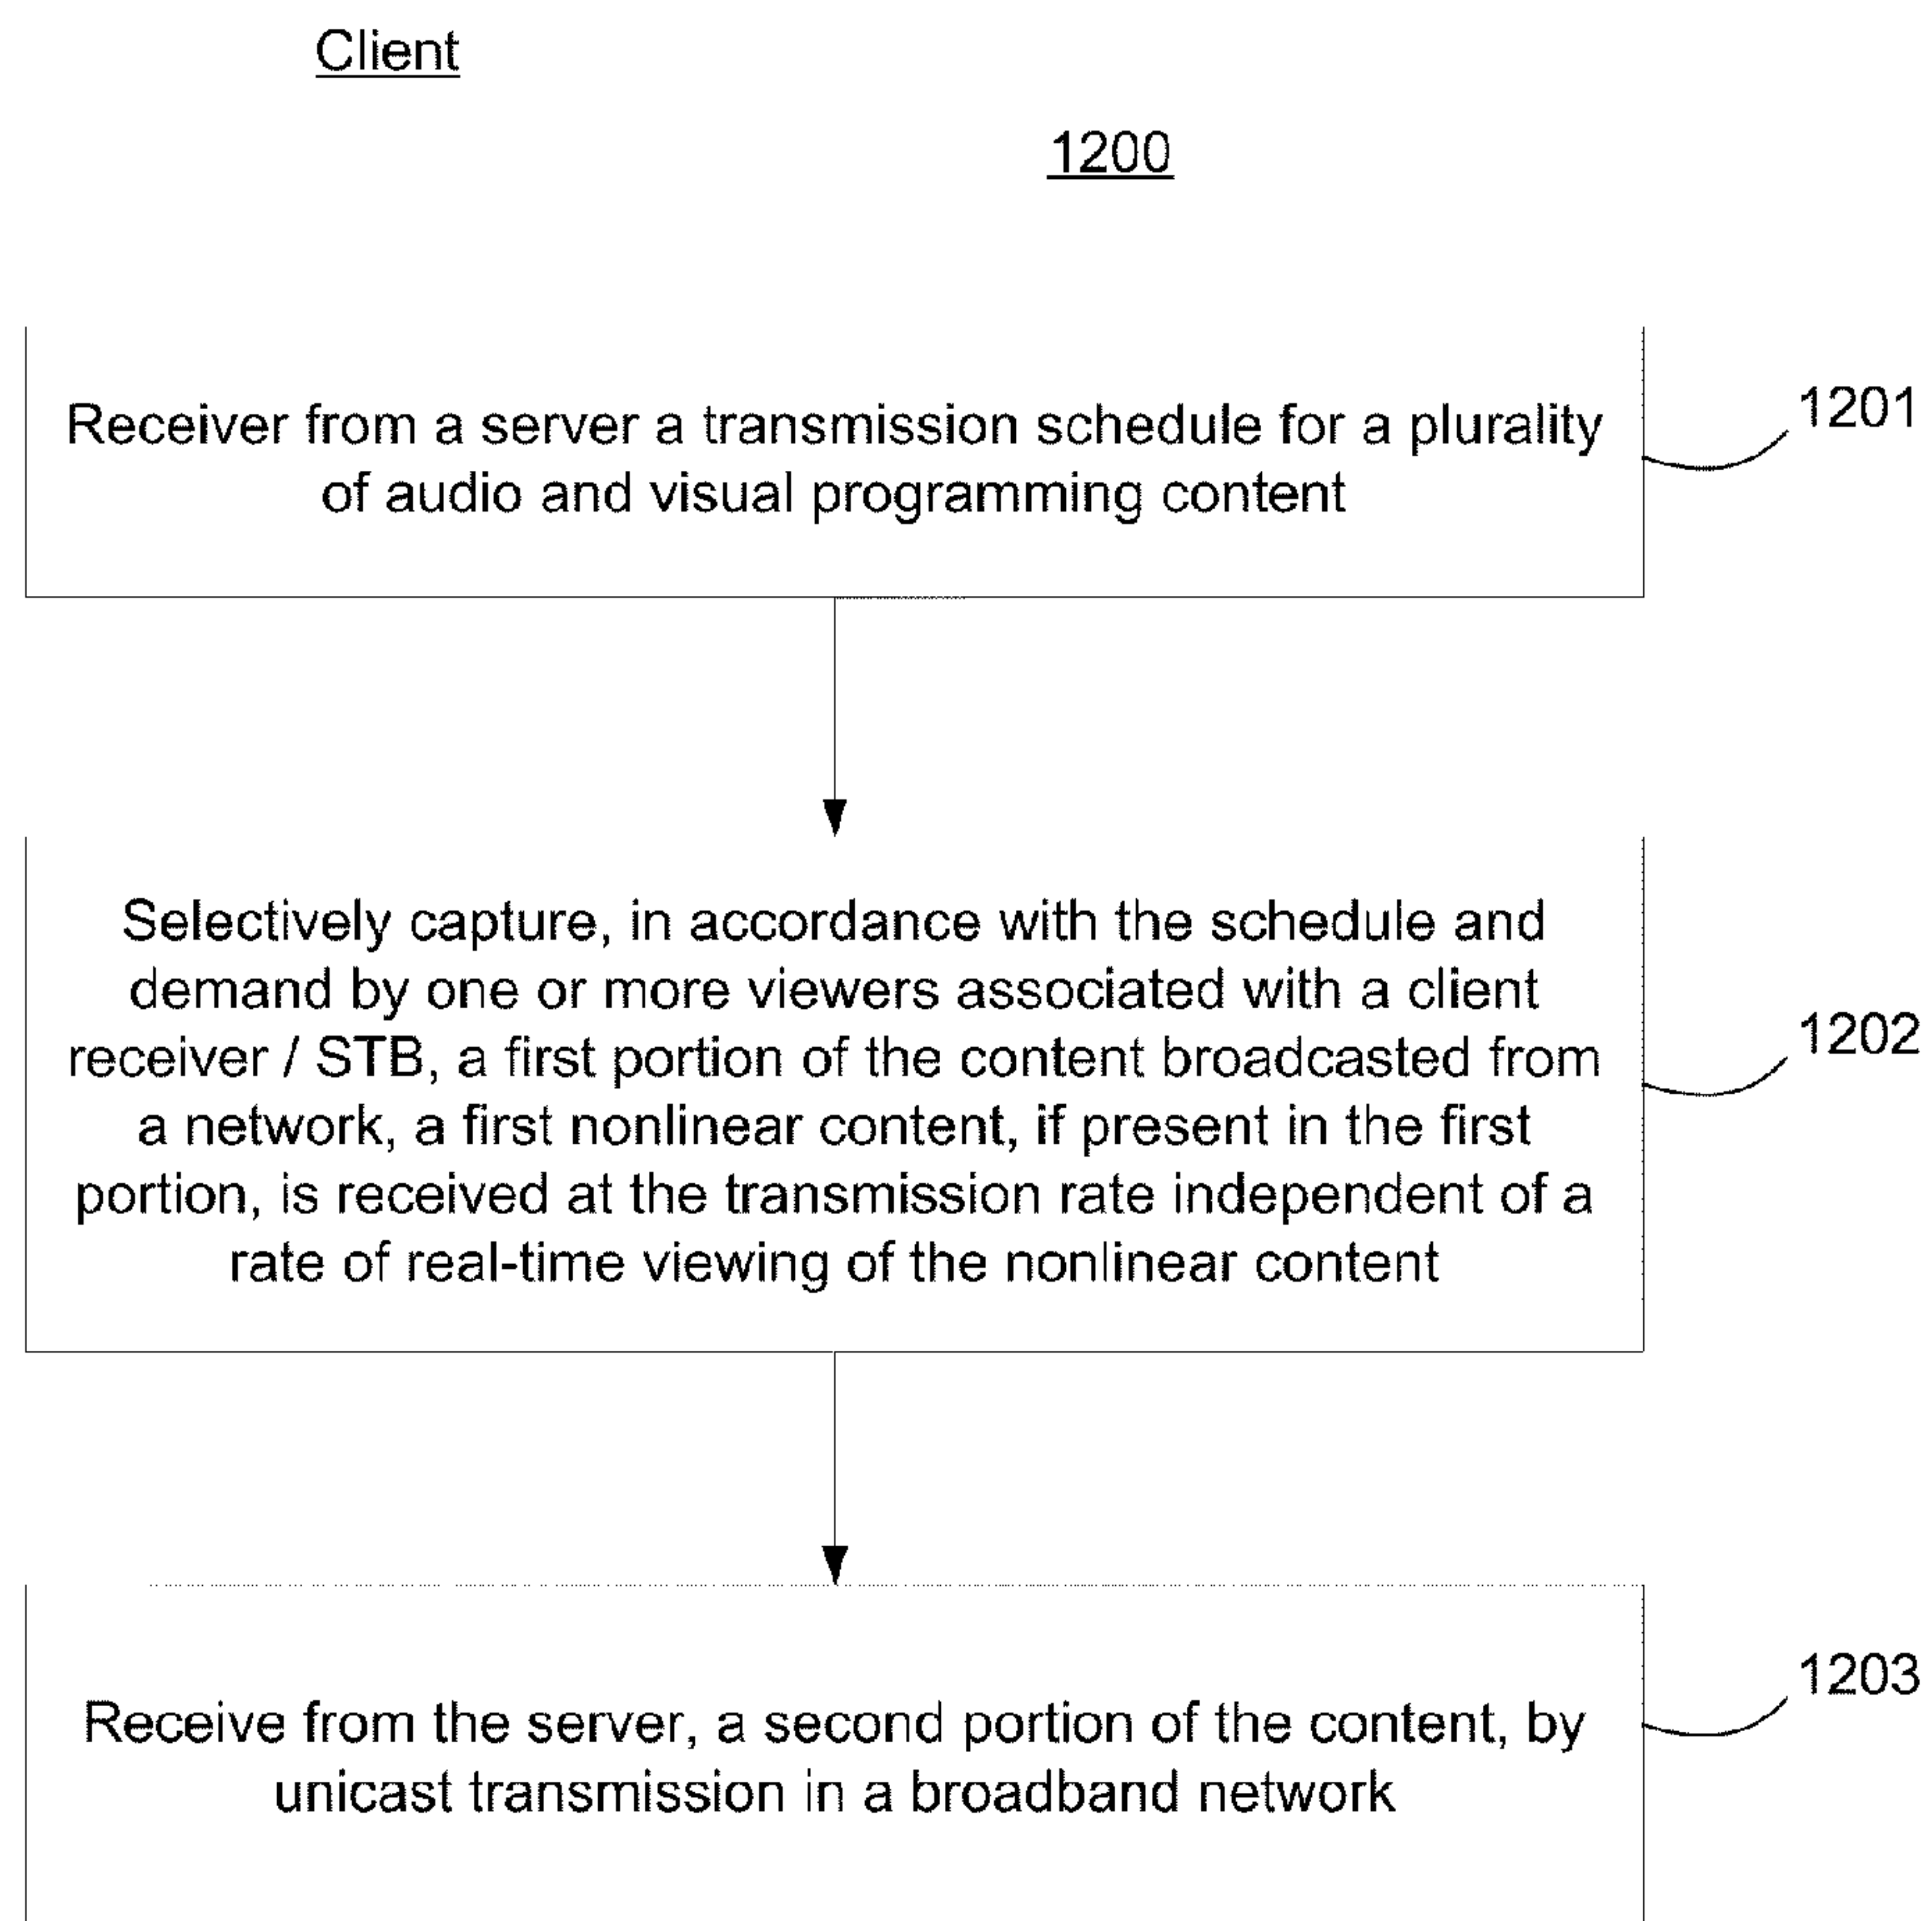 Client
1200
Receiver from a server a transmission schedule for a plurality
of audio and visual programming content
1201
Selectively capture, in accordance with the schedule and
demand by one or more viewers associated with a client
receiver / STB, a first portion of the content broadcasted from
a network, a first nonlinear content, if present in the first
portion, is received at the transmission rate independent of a
rate of real-time viewing of the nonlinear content
1202
Receive from the server, a second portion of the content, by
unicast transmission in a broadband network
1203